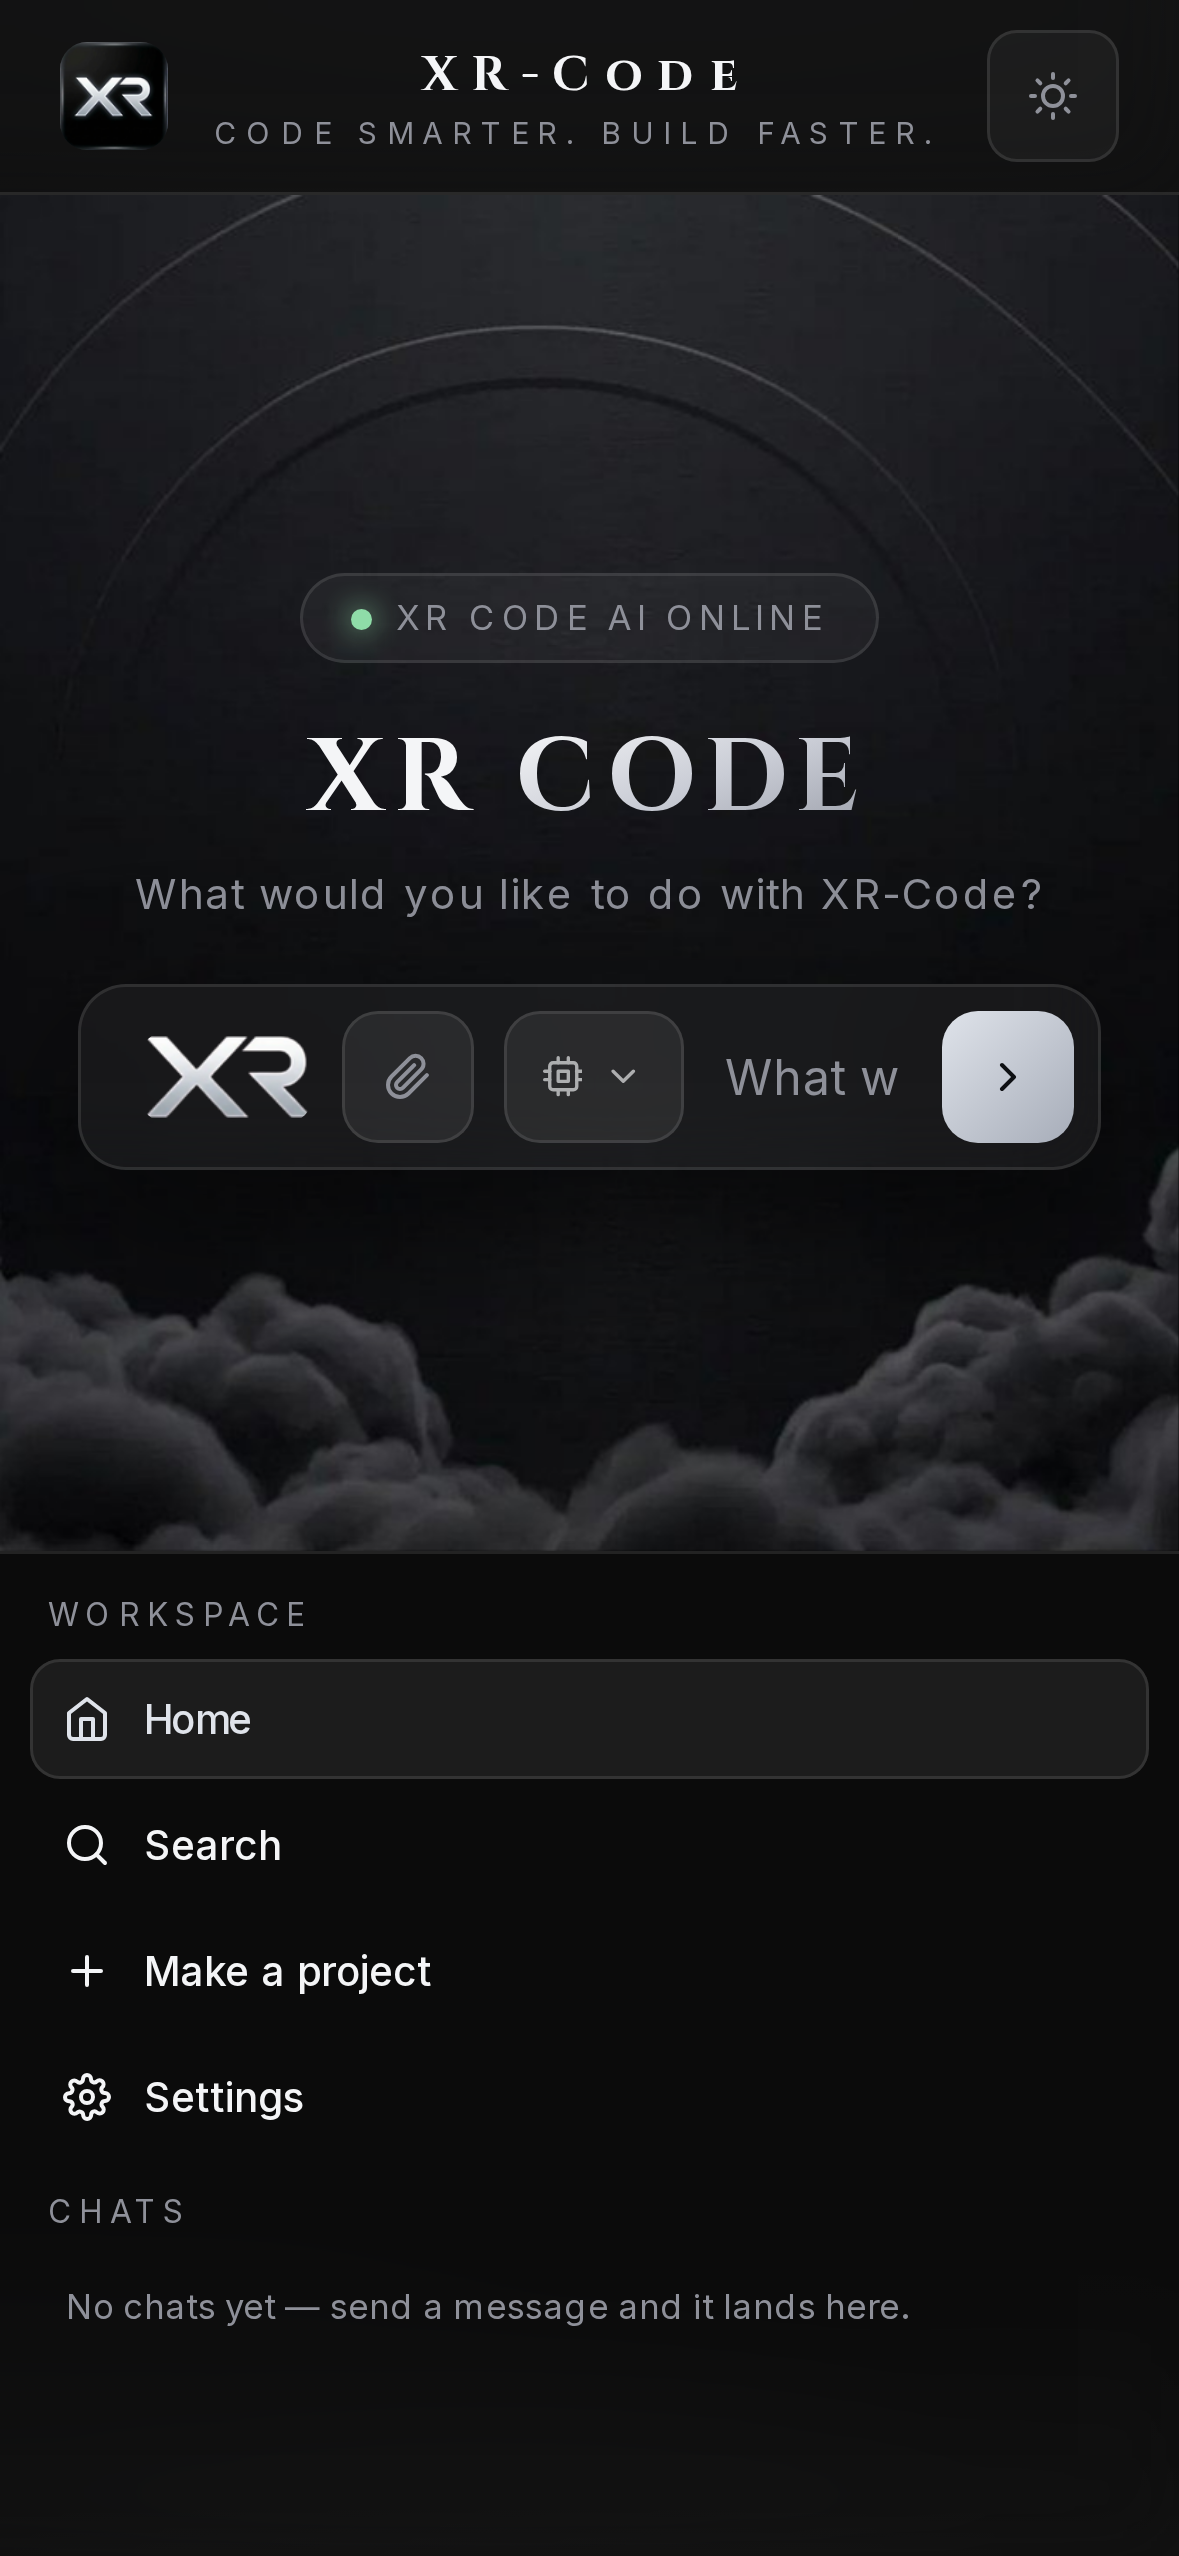 XR
XR-CODE
CODE SMARTER. BUILD FASTER.
XR CODE AI ONLINE
XR CODE
What would you like to do with XR-Code?
XR
What w
WORKSPACE
Home
Search
Make a project
Settings
CHATS
No chats yet — send a message and it lands here.